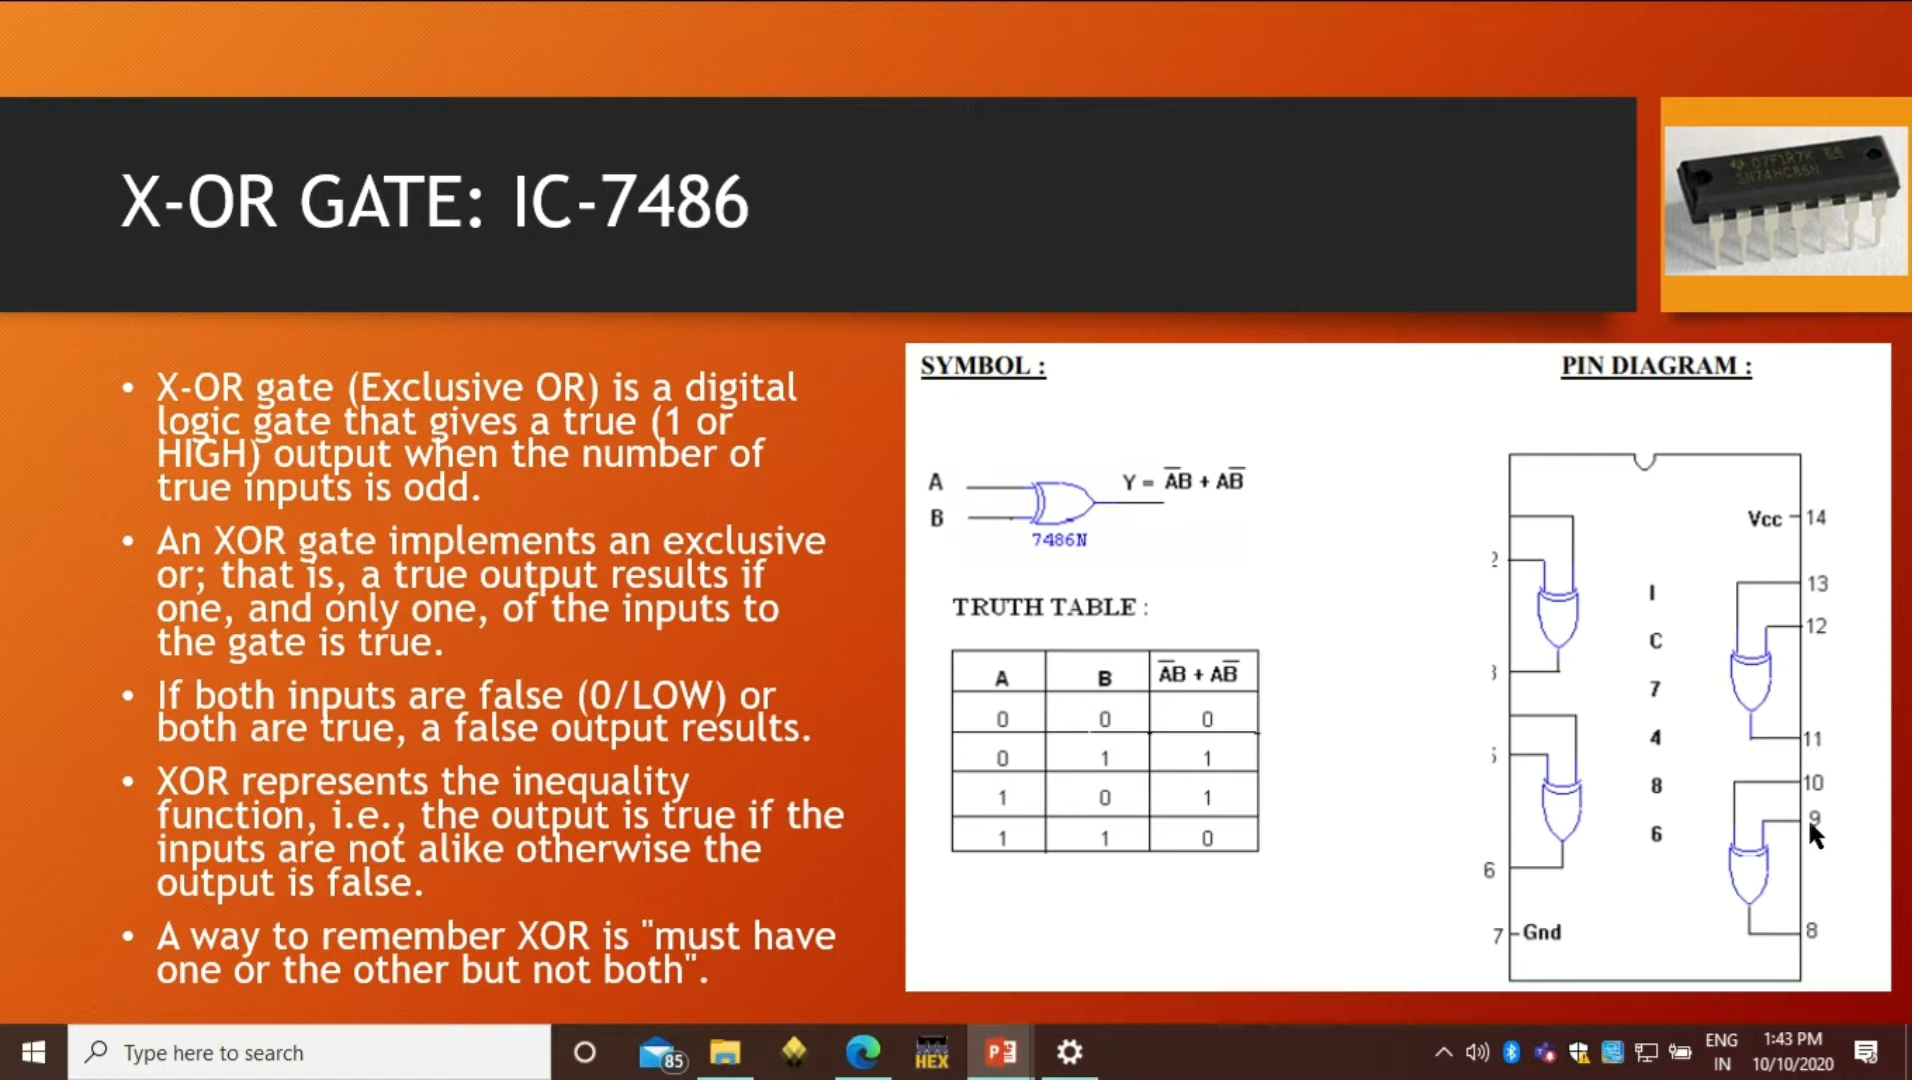 X-OR GATE: IC-7486
SN74HC86N
• X-OR gate (Exclusive OR) is a digital
logic gate that gives a true (1 or
HIGH) output when the number of
true inputs is odd.
• An XOR gate implements an exclusive
or; that is, a true output results if
one, and only one, of the inputs to
the gate is true.
• If both inputs are false (0/LOW) or
both are true, a false output results.
• XOR represents the inequality
function, i.e., the output is true if the
inputs are not alike otherwise the
output is false.
• A way to remember XOR is "must have
one or the other but not both".
SYMBOL :
A
B
Y = A̅B + AB̅
7486N
TRUTH TABLE :
A B A̅B + AB̅
0 0 0
0 1 1
1 0 1
1 1 0
PIN DIAGRAM :
Vcc 14
13
2
12
I
C
7
4
8
6
3
11
10
5
9
6
7 Gnd
8
Type here to search
85
HEX
ENG
IN
1:43 PM
10/10/2020